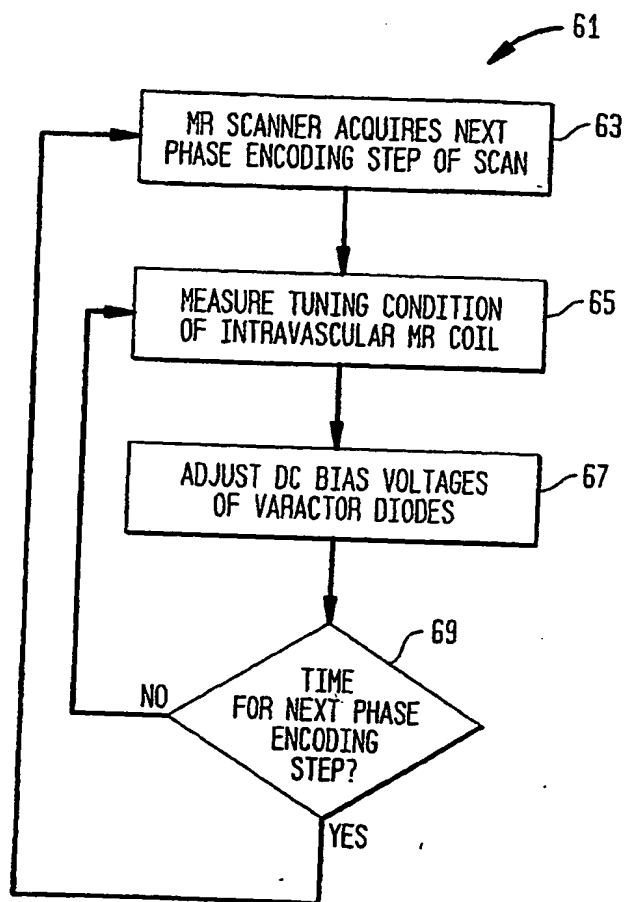 61
MR SCANNER ACQUIRES NEXT
PHASE ENCODING STEP OF SCAN
63
MEASURE TUNING CONDITION
OF INTRAVASCULAR MR COIL
65
ADJUST DC BIAS VOLTAGES
OF VARACTOR DIODES
67
69
TIME
FOR NEXT PHASE
ENCODING
STEP?
NO
YES